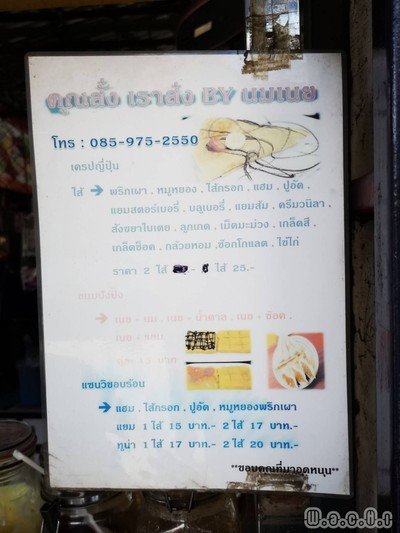 คุณสั่ง เราส่ง BY นมเนย
โทร : 085-975-2550
เครปญี่ปุ่น
ไส้ ➔ พริกเผา , หมูหยอง , ไส้กรอก , แฮม , ปูอัด ,
แยมสตอร์เบอรี่ , บลูเบอรี่ , แยมส้ม , ครีมวนิลา ,
สังขยาใบเตย , ลูกเกด , เม็ดมะม่วง , เกล็ดสี ,
เกล็ดช็อค , กล้วยหอม , ช๊อกโกแลต , ไข่ไก่
ราคา 2 ไส้ - ไส้ 25.-
ขนมปังปิ้ง
เนย - นม , เนย - น้ำตาล , เนย - ช๊อค ,
15 บาท
แซนวิชอบร้อน
➔ แฮม , ไส้กรอก , ปูอัด , หมูหยองพริกเผา
แยม 1 ไส้ 15 บาท.- 2 ไส้ 17 บาท.-
ทูน่า 1 ไส้ 17 บาท.- 2 ไส้ 20 บาท.-
**ขอบคุณที่มาอุดหนุน**